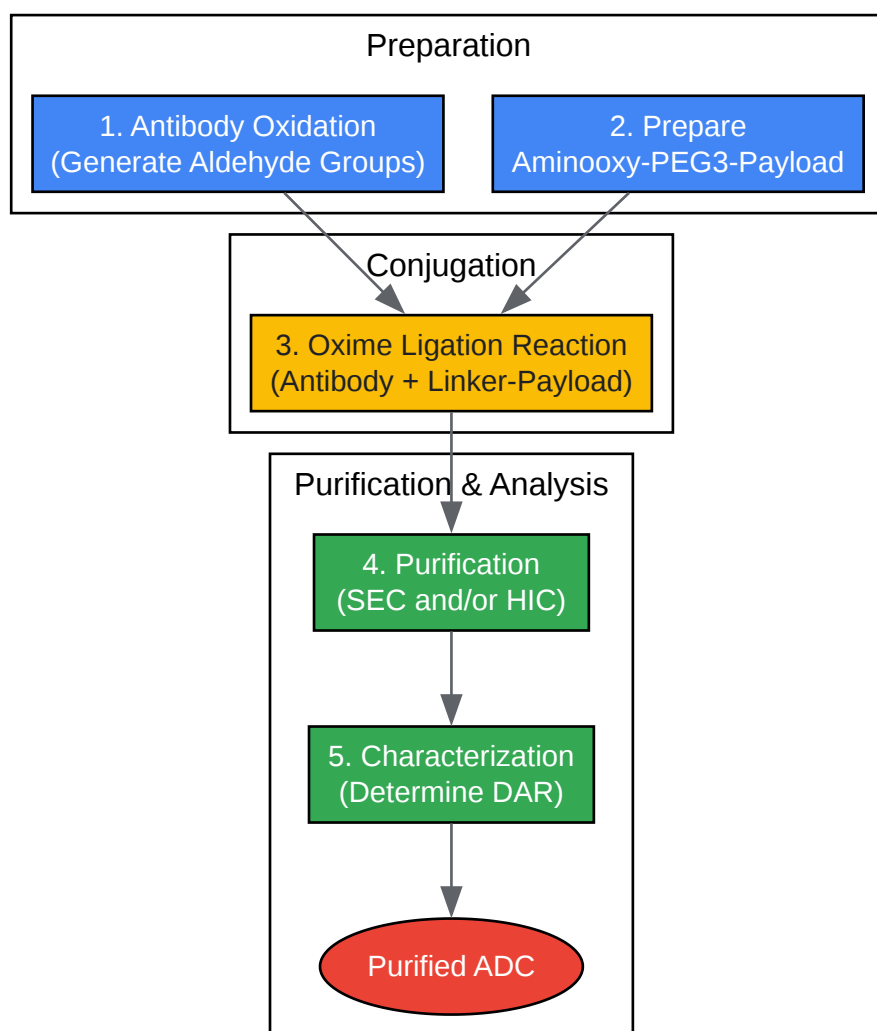 Preparation
1. Antibody Oxidation
(Generate Aldehyde Groups)
2. Prepare
Aminooxy-PEG3-Payload
Conjugation
3. Oxime Ligation Reaction
(Antibody + Linker-Payload)
Purification & Analysis
4. Purification
(SEC and/or HIC)
5. Characterization
(Determine DAR)
Purified ADC